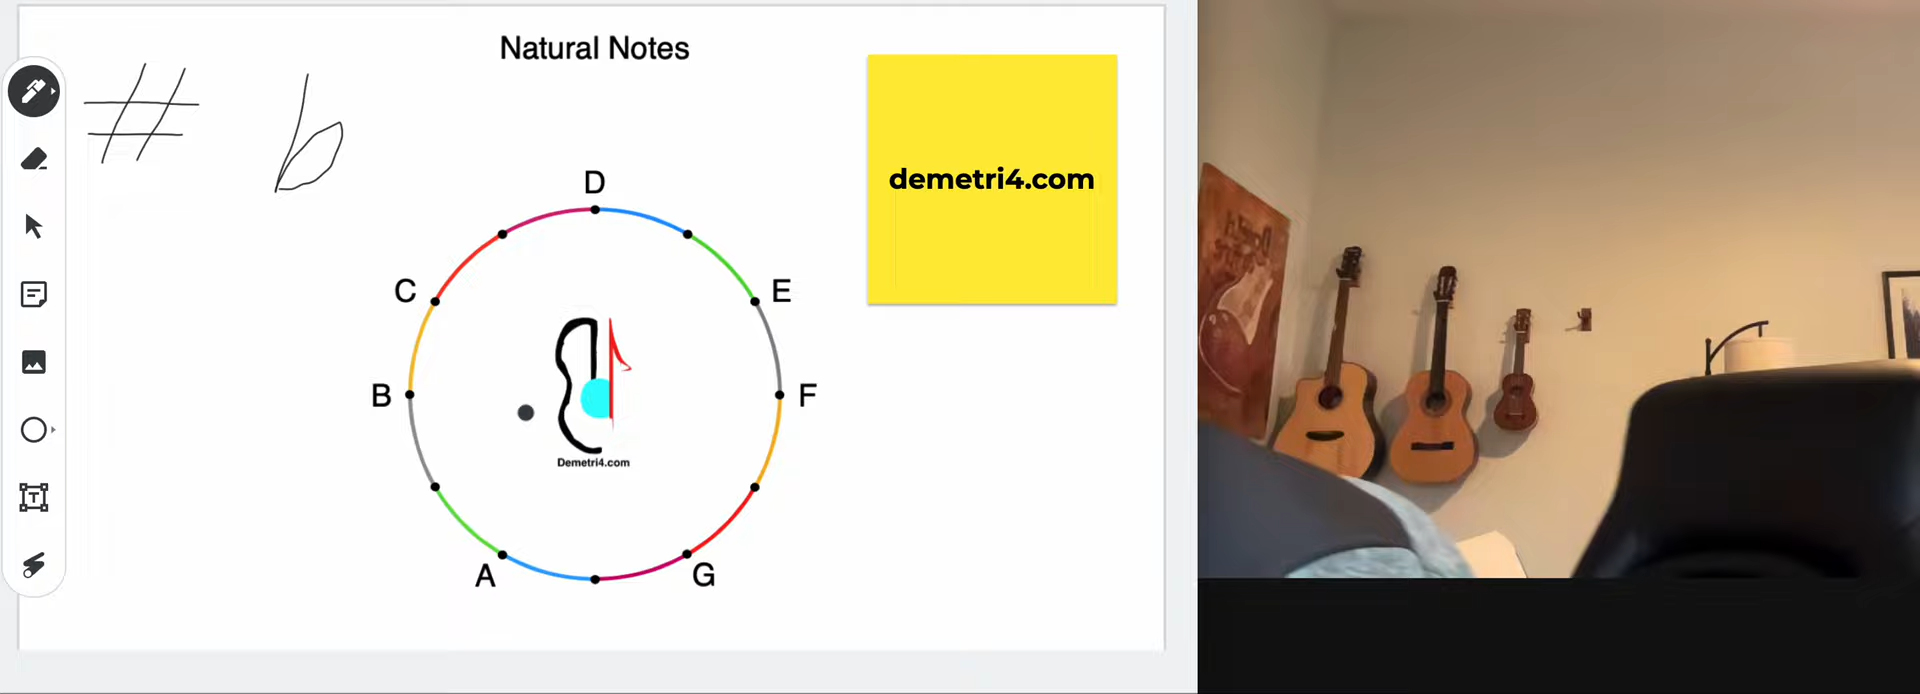 Natural Notes
# b
demetri4.com
D
C
E
B
F
Demetri4.com
A
G
T